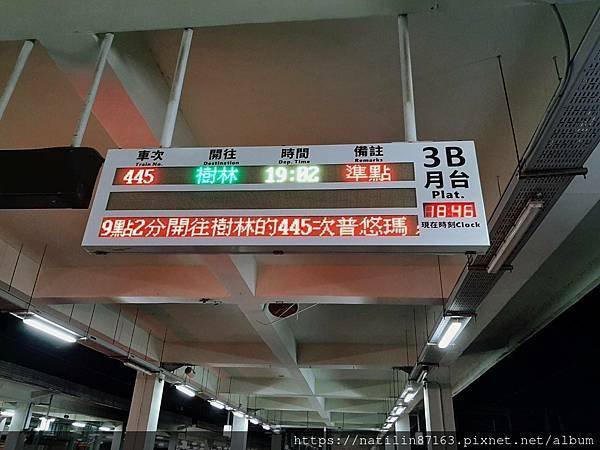 車次 開往 時間 備註 3B
Train No. Destination Dep. Time Remarks 月台
445 樹林 19:02 準點 Plat.
18:46
9點2分開往樹林的445次普悠瑪
現在時刻Clock
https://natilin87163.pixnet.net/blog